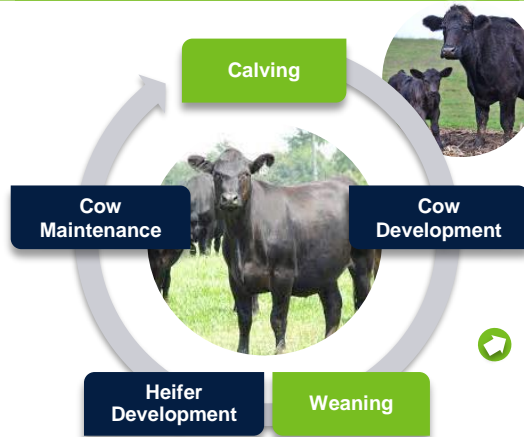 Calving
Cow
Maintenance
Cow
Development
Heifer
Development
Weaning